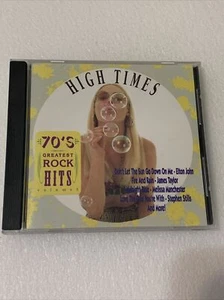 HIGH TIMES
70'S
GREATEST
ROCK
HITS
Let The Sun Go Down On Me - Elton John
Fire And Rain - James Taylor
Melissa Manchester
Love The One You're With - Stephen Stills
And More!